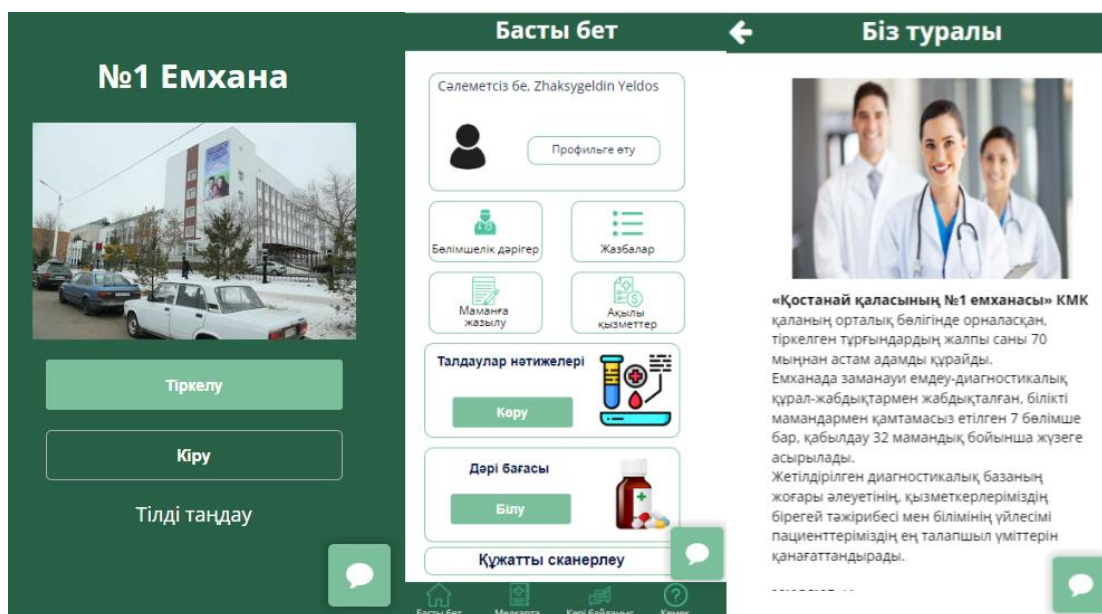 №1 Емхана
Тіркелу
Кіру
Тілді таңдау
Басты бет
Сәлеметсіз бе, Zhaksygeldin Yeldos
Профильге өту
Бөлімшелік дәрігер
Жазбалар
Маманға
жазылу
Ақылы
қызметтер
Талдаулар нәтижелері
Көру
Дәрі бағасы
Білу
Құжатты сканерлеу
Басты бет
Медкарта
Кері байланыс
Көмек
Біз туралы
«Қостанай қаласының №1 емханасы» КМК
қаланың орталық бөлігінде орналасқан,
тіркелген тұрғындардың жалпы саны 70
мыңнан астам адамды құрайды.
Емханада заманауи емдеу-диагностикалық
құрал-жабдықтармен жабдықталған, білікті
мамандармен қамтамасыз етілген 7 бөлімше
бар, қабылдау 32 мамандық бойынша жүзеге
асырылады.
Жетілдірілген диагностикалық базаның
жоғары әлеуетінің, қызметкерлеріміздің
бірегей тәжірибесі мен білімінің үйлесімі
пациенттеріміздің ең талапшыл үміттерін
қанағаттандырады.